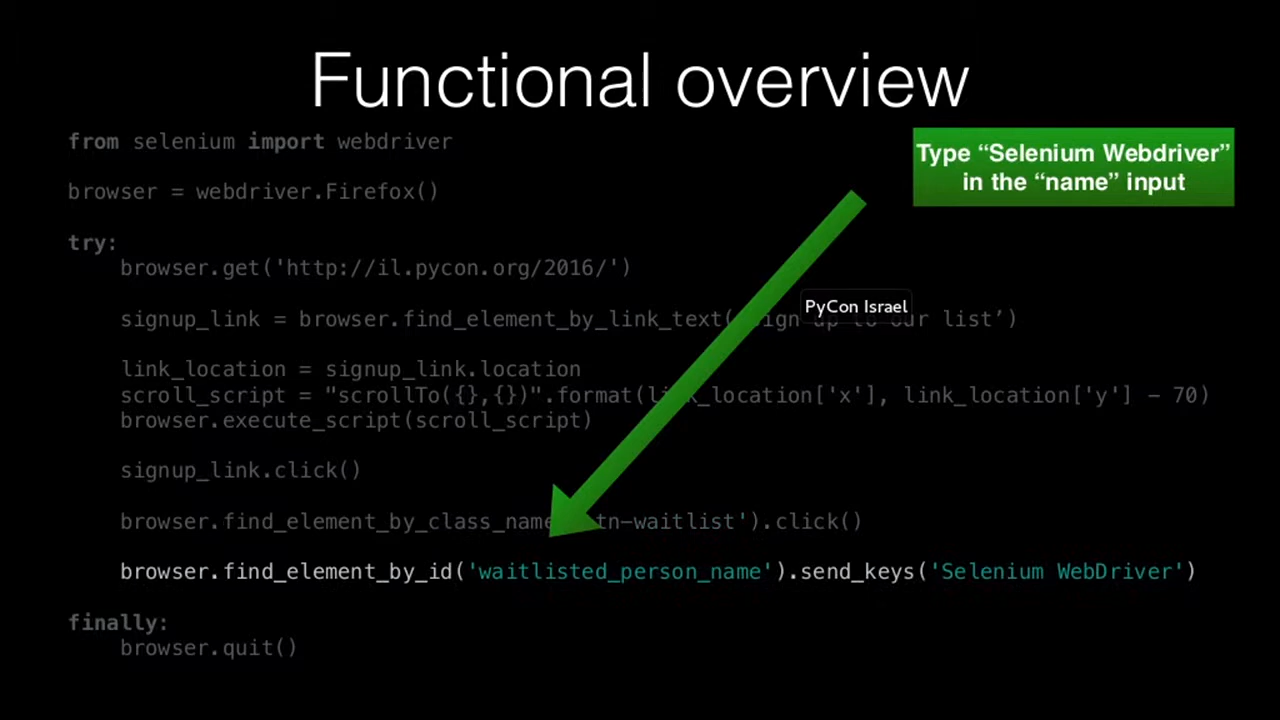 Functional overview
from selenium import webdriver
Type “Selenium Webdriver”
in the “name” input
browser = webdriver.Firefox()
try:
browser.get('http://il.pycon.org/2016/')
PyCon Israel
signup_link = browser.find_element_by_link_text( up to our list’)
link_location = signup_link.location
scroll_script = "scrollTo({},{})".format(link_location['x'], link_location['y'] - 70)
browser.execute_script(scroll_script)
signup_link.click()
browser.find_element_by_class_name tn-waitlist').click()
browser.find_element_by_id('waitlisted_person_name').send_keys('Selenium WebDriver')
finally:
browser.quit()